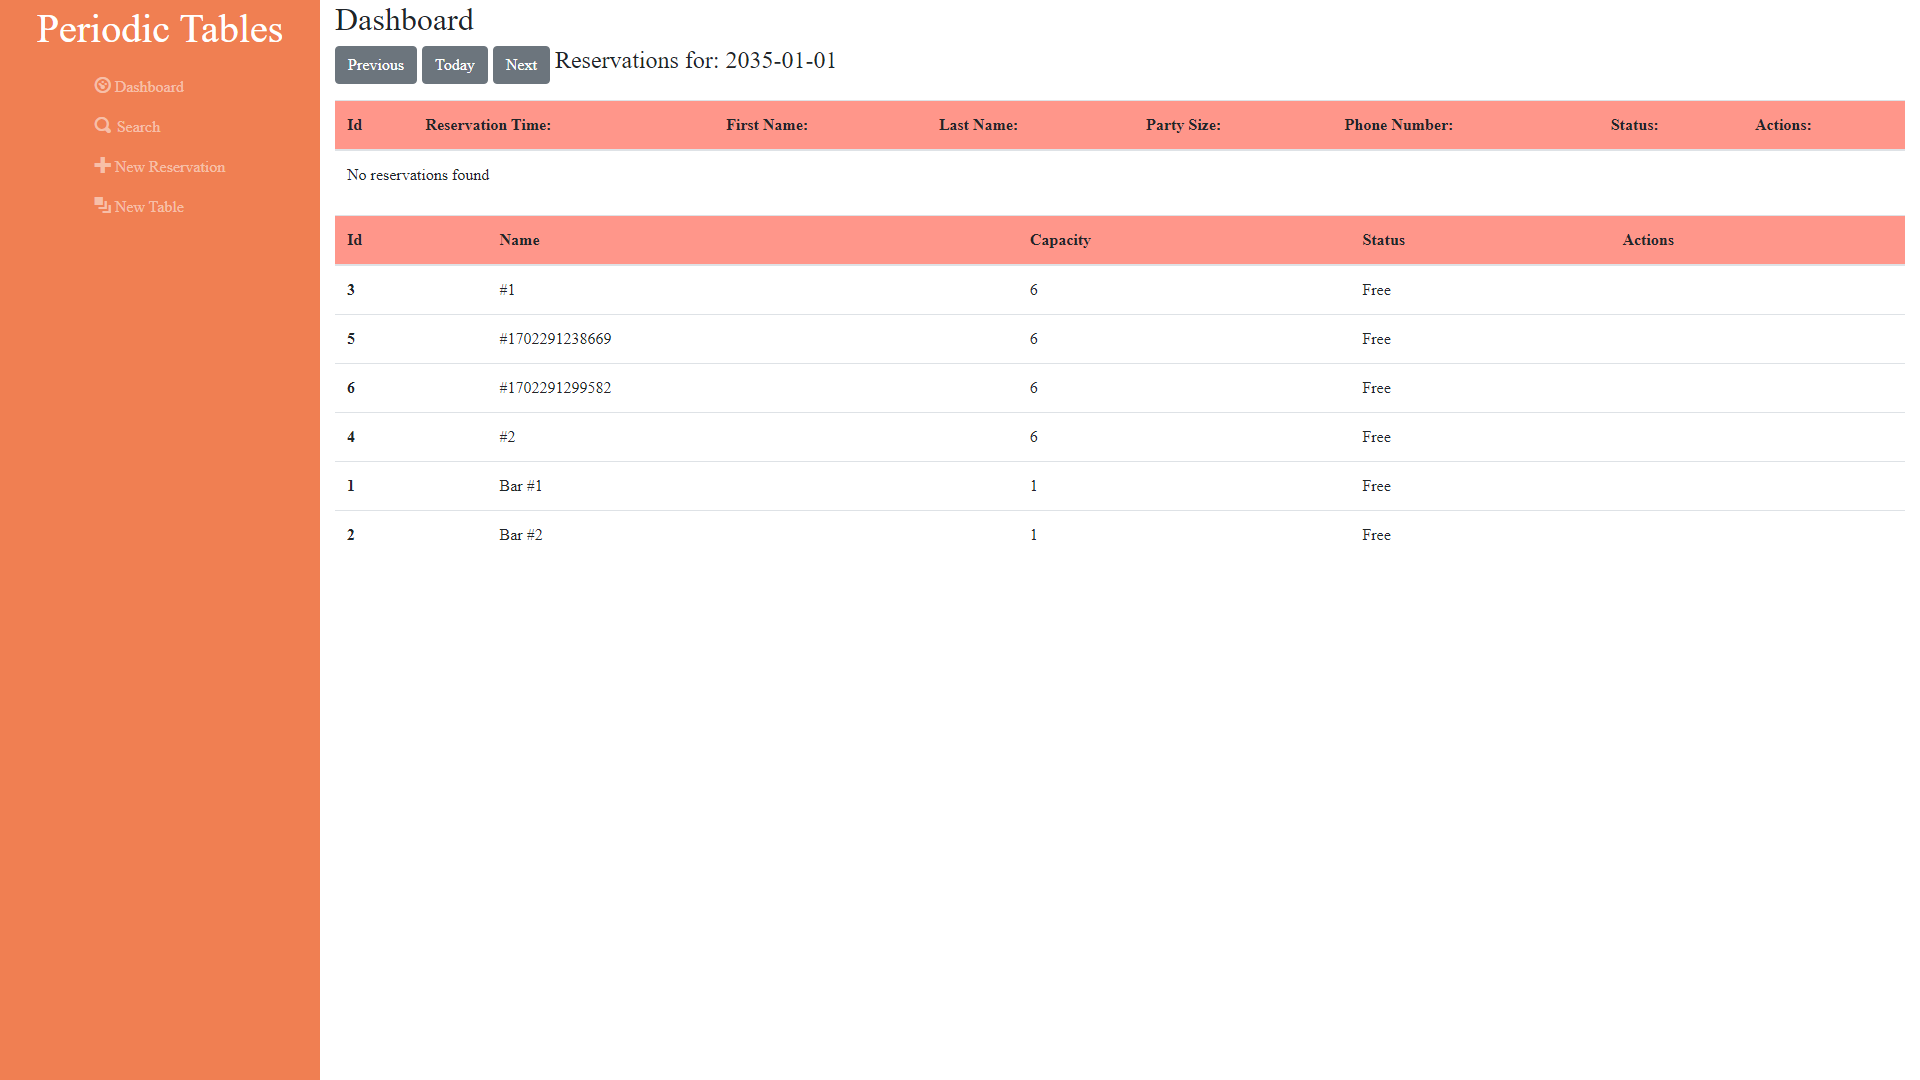 Periodic Tables
Dashboard
Search
New Reservation
New Table
Dashboard
Previous Today Next Reservations for: 2035-01-01
Id Reservation Time: First Name: Last Name: Party Size: Phone Number: Status: Actions:
No reservations found
Id Name Capacity Status Actions
3 #1 6 Free
5 #1702291238669 6 Free
6 #1702291299582 6 Free
4 #2 6 Free
1 Bar #1 1 Free
2 Bar #2 1 Free